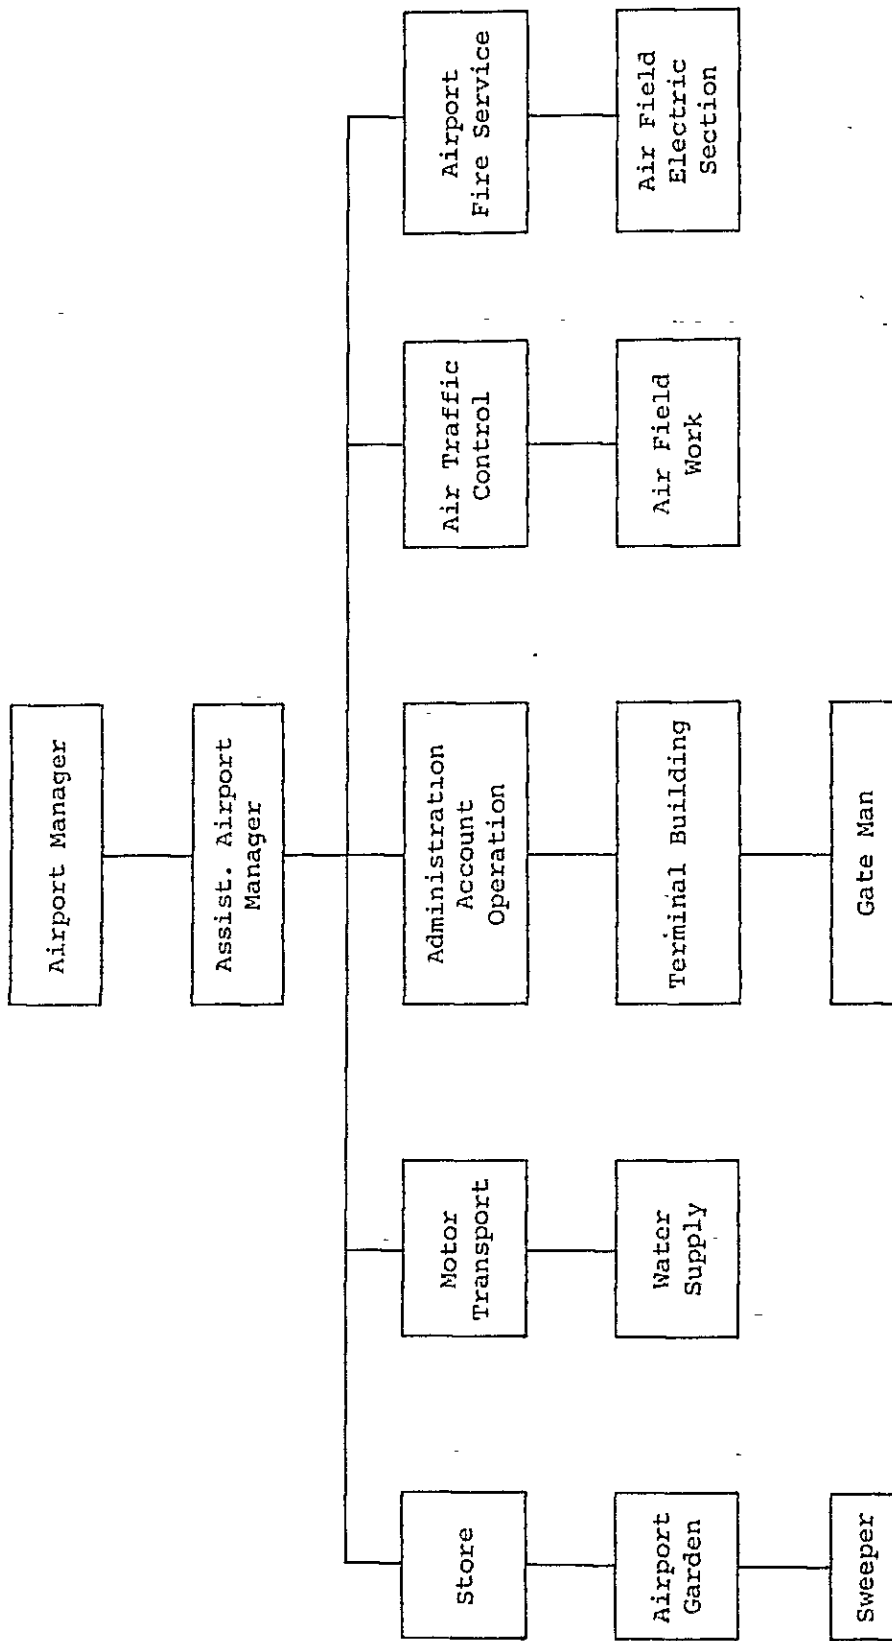 Airport Manager
Assist. Airport
Manager
Store
Motor
Transport
Administration
Account
Operation
Air Traffic
Control
Airport
Fire Service
Airport
Garden
Water
Supply
Terminal Building
Air Field
Work
Air Field
Electric
Section
Sweeper
Gate Man